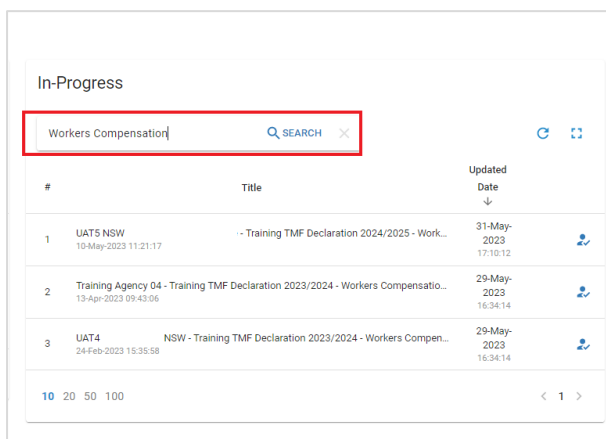 In-Progress
Workers Compensation SEARCH
# Title Updated Date
1 UAT5 NSW - Training TMF Declaration 2024/2025 - Work... 31-May-2023
10-May-2023 11:21:17 17:10:12
2 Training Agency 04 - Training TMF Declaration 2023/2024 - Workers Compensatio... 29-May-2023
13-Apr-2023 09:43:06 16:34:14
3 UAT4 NSW - Training TMF Declaration 2023/2024 - Workers Compen... 29-May-2023
24-Feb-2023 15:35:58 16:34:14
10 20 50 100 < 1 >